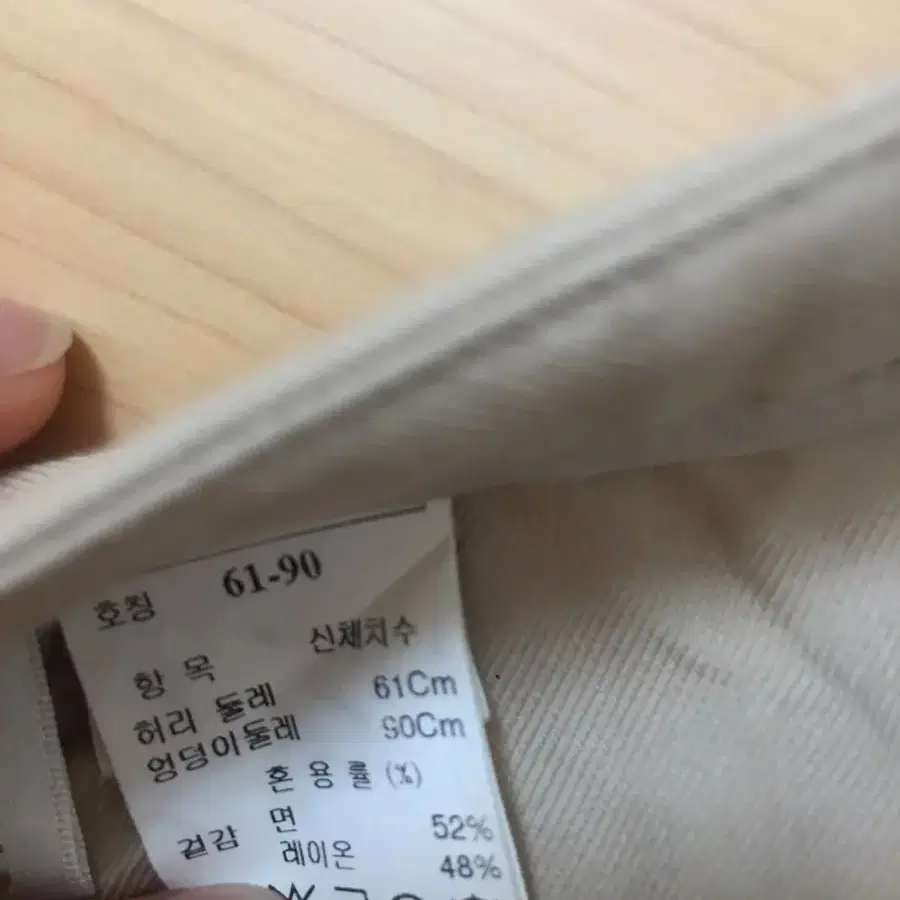 호칭 61-90
항 목 신체치수
허리 둘레 61Cm
엉덩이둘레 90Cm
혼 용 률 (%)
겉감 면 52%
레이온 48%